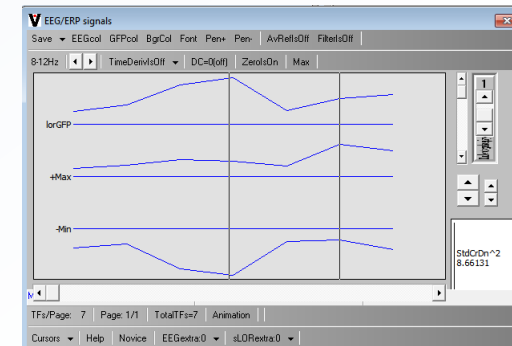 EEG/ERP signals
Save EEGcol GFPcol BgrCol Font Pen+ Pen- AvRefIsOff FilterIsOff
8-12Hz TimeDerivIsOff DC=0(off) ZeroIsOn Max
1
lorGFP
+Max
-Min
StdCrDn^2
8.66131
TFs/Page: 7 Page: 1/1 TotalTFs=7 Animation
Cursors Help Novice EEGextra:0 sLORextra:0